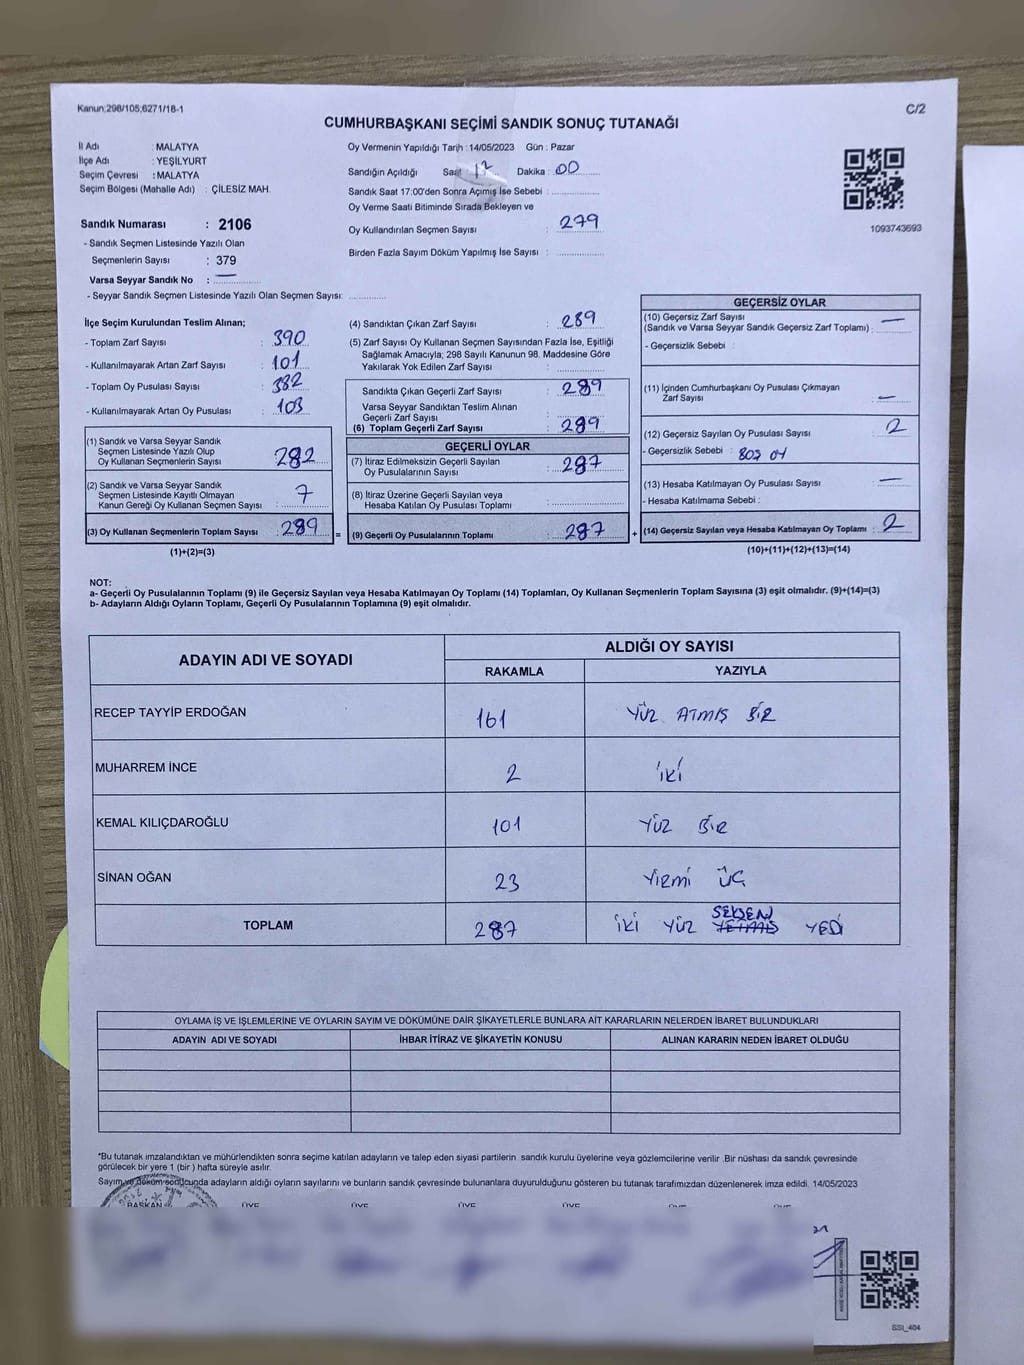 Kanun:298/105;6271/18-1
C/2
CUMHURBAŞKANI SEÇİMİ SANDIK SONUÇ TUTANAĞI
İl Adı : MALATYA
İlçe Adı : YEŞİLYURT
Seçim Çevresi : MALATYA
Seçim Bölgesi (Mahalle Adı) : ÇİLESİZ MAH.
Sandık Numarası : 2106
- Sandık Seçmen Listesinde Yazılı Olan
Seçmenlerin Sayısı : 379
Varsa Seyyar Sandık No : —
- Seyyar Sandık Seçmen Listesinde Yazılı Olan Seçmen Sayısı:
Oy Vermenin Yapıldığı Tarih : 14/05/2023 Gün : Pazar
Sandığın Açıldığı Saat Dakika : 00
Sandık Saat 17:00'den Sonra Açımış İse Sebebi :
Oy Verme Saati Bitiminde Sırada Bekleyen ve
Oy Kullandırılan Seçmen Sayısı : 279
Birden Fazla Sayım Döküm Yapılmış İse Sayısı :
1093743693
İlçe Seçim Kurulundan Teslim Alınan;
- Toplam Zarf Sayısı : 390
- Kullanılmayarak Artan Zarf Sayısı : 101
- Toplam Oy Pusulası Sayısı : 382
- Kullanılmayarak Artan Oy Pusulası : 103
(1) Sandık ve Varsa Seyyar Sandık
Seçmen Listesinde Yazılı Olup
Oy Kullanan Seçmenlerin Sayısı 282
(2) Sandık ve Varsa Seyyar Sandık
Seçmen Listesinde Kayıtlı Olmayan
Kanun Gereği Oy Kullanan Seçmen Sayısı : 7
(3) Oy Kullanan Seçmenlerin Toplam Sayısı : 289
(1)+(2)=(3)
=
(4) Sandıktan Çıkan Zarf Sayısı : 289
(5) Zarf Sayısı Oy Kullanan Seçmen Sayısından Fazla İse, Eşitliği
Sağlamak Amacıyla; 298 Sayılı Kanunun 98. Maddesine Göre
Yakılarak Yok Edilen Zarf Sayısı :
Sandıkta Çıkan Geçerli Zarf Sayısı : 289
Varsa Seyyar Sandıktan Teslim Alınan
Geçerli Zarf Sayısı :
(6) Toplam Geçerli Zarf Sayısı : 289
GEÇERLİ OYLAR
(7) İtiraz Edilmeksizin Geçerli Sayılan
Oy Pusulalarının Sayısı : 287
(8) İtiraz Üzerine Geçerli Sayılan veya
Hesaba Katılan Oy Pusulası Toplamı :
(9) Geçerli Oy Pusulalarının Toplamı : 287
+
GEÇERSİZ OYLAR
(10) Geçersiz Zarf Sayısı
(Sandık ve Varsa Seyyar Sandık Geçersiz Zarf Toplamı) : —
- Geçersizlik Sebebi :
(11) İçinden Cumhurbaşkanı Oy Pusulası Çıkmayan
Zarf Sayısı : —
(12) Geçersiz Sayılan Oy Pusulası Sayısı : 2
- Geçersizlik Sebebi : BOŞ OY
(13) Hesaba Katılmayan Oy Pusulası Sayısı : —
- Hesaba Katılmama Sebebi :
(14) Geçersiz Sayılan veya Hesaba Katılmayan Oy Toplamı : 2
(10)+(11)+(12)+(13)=(14)
NOT:
a- Geçerli Oy Pusulalarının Toplamı (9) ile Geçersiz Sayılan veya Hesaba Katılmayan Oy Toplamı (14) Toplamları, Oy Kullanan Seçmenlerin Toplam Sayısına (3) eşit olmalıdır. (9)+(14)=(3)
b- Adayların Aldığı Oyların Toplamı, Geçerli Oy Pusulalarının Toplamına (9) eşit olmalıdır.
ADAYIN ADI VE SOYADI ALDIĞI OY SAYISI
RAKAMLA YAZIYLA
RECEP TAYYİP ERDOĞAN 161 YÜZ ATMIŞ BİR
MUHARREM İNCE 2 iKİ
KEMAL KILIÇDAROĞLU 101 YÜZ BİR
SİNAN OĞAN 23 YİRMİ ÜÇ
SEKSEN
TOPLAM 287 İKİ YÜZ YETMİŞ YEDİ
OYLAMA İŞ VE İŞLEMLERİNE VE OYLARIN SAYIM VE DÖKÜMÜNE DAİR ŞİKAYETLERLE BUNLARA AİT KARARLARIN NELERDEN İBARET BULUNDUKLARI
ADAYIN ADI VE SOYADI İHBAR İTİRAZ VE ŞİKAYETİN KONUSU ALINAN KARARIN NEDEN İBARET OLDUĞU
*Bu tutanak imzalandıktan ve mühürlendikten sonra seçime katılan adayların ve talep eden siyasi partilerin sandık kurulu üyelerine veya gözlemcilerine verilir .Bir nüshası da sandık çevresinde
görülecek bir yere 1 (bir ) hafta süreyle asılır.
Sayım ve döküm sonucunda adayların aldığı oyların sayılarını ve bunların sandık çevresinde bulunanlara duyurulduğunu gösteren bu tutanak tarafımızdan düzenlenerek imza edildi. 14/05/2023
BAŞKAN ÜYE ÜYE ÜYE ÜYE ÜYE ÜYE
SSI_404